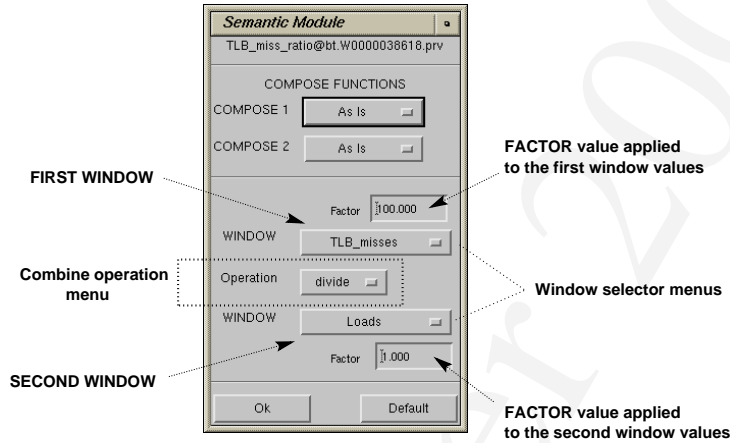 Semantic Module
TLB_miss_ratio@bt.W0000038618.prv
COMPOSE FUNCTIONS
COMPOSE 1 As Is
COMPOSE 2 As Is
FACTOR value applied
to the first window values
FIRST WINDOW
Factor 100.000
WINDOW TLB_misses
Combine operation
menu
Operation divide
Window selector menus
WINDOW Loads
Factor 1.000
SECOND WINDOW
Ok Default
FACTOR value applied
to the second window values